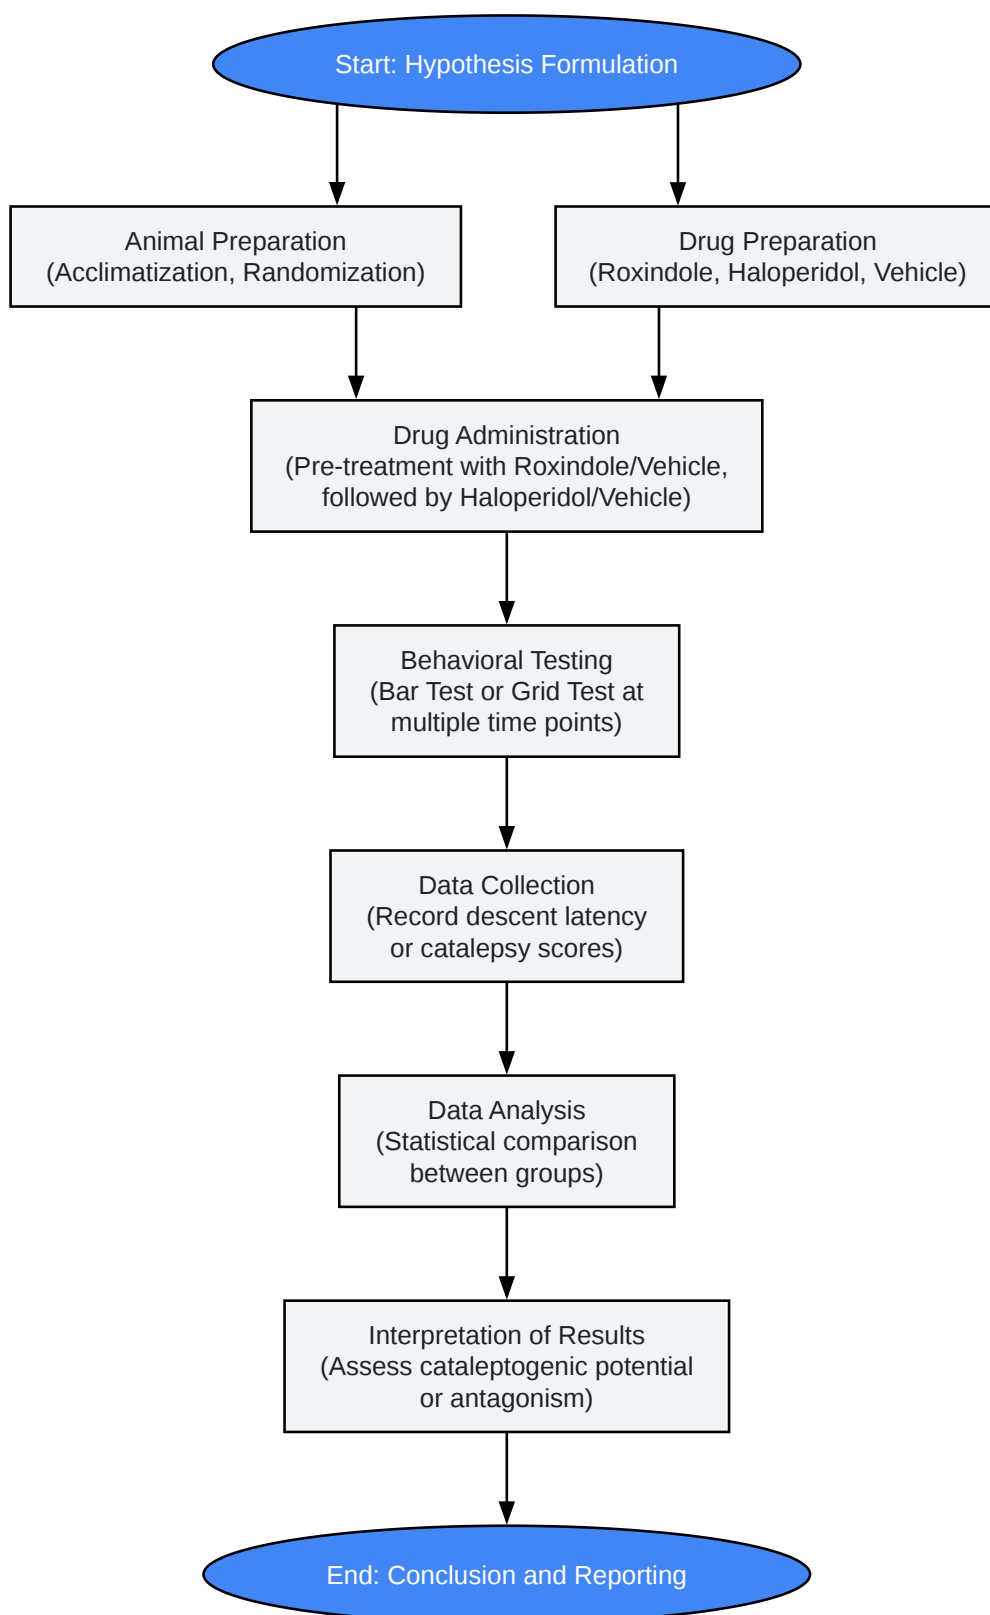 Start: Hypothesis Formulation
Animal Preparation
(Acclimatization, Randomization)
Drug Preparation
(Roxindole, Haloperidol, Vehicle)
Drug Administration
(Pre-treatment with Roxindole/Vehicle,
followed by Haloperidol/Vehicle)
Behavioral Testing
(Bar Test or Grid Test at
multiple time points)
Data Collection
(Record descent latency
or catalepsy scores)
Data Analysis
(Statistical comparison
between groups)
Interpretation of Results
(Assess cataleptogenic potential
or antagonism)
End: Conclusion and Reporting